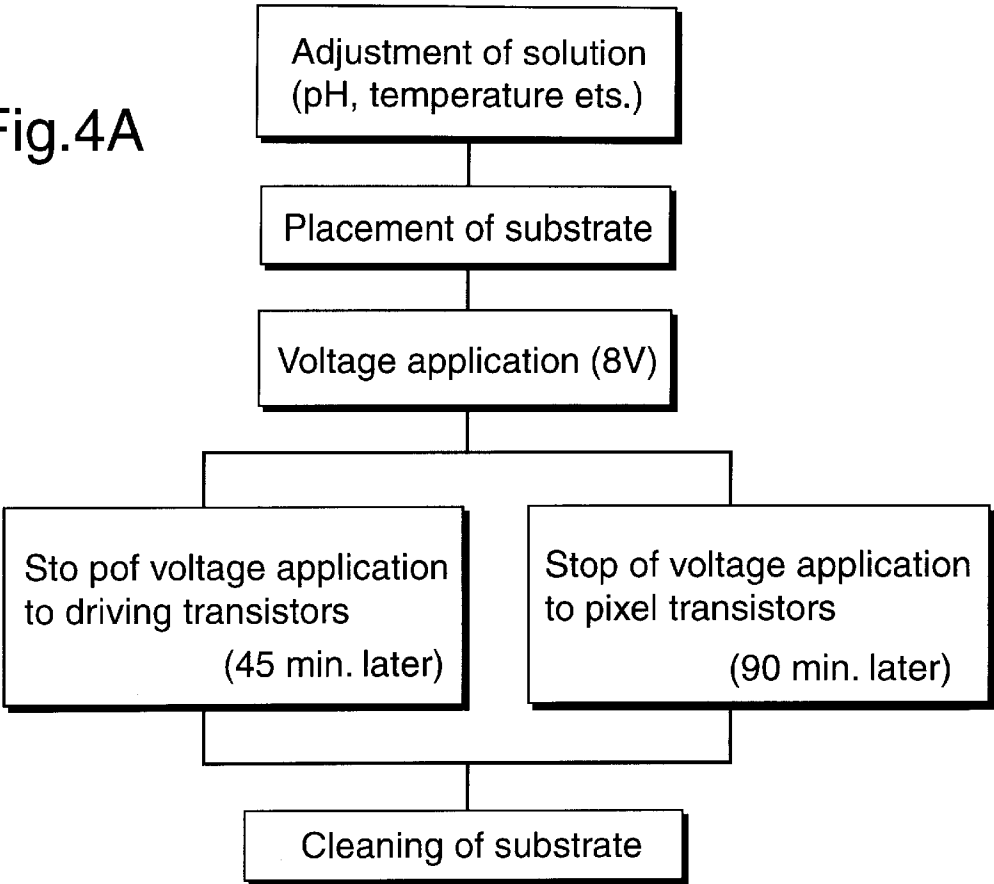 Adjustment of solution
(pH, temperature ets.)
Fig.4A
Placement of substrate
Voltage application (8V)
Sto pof voltage application
to driving transistors
(45 min. later)
Stop of voltage application
to pixel transistors
(90 min. later)
Cleaning of substrate